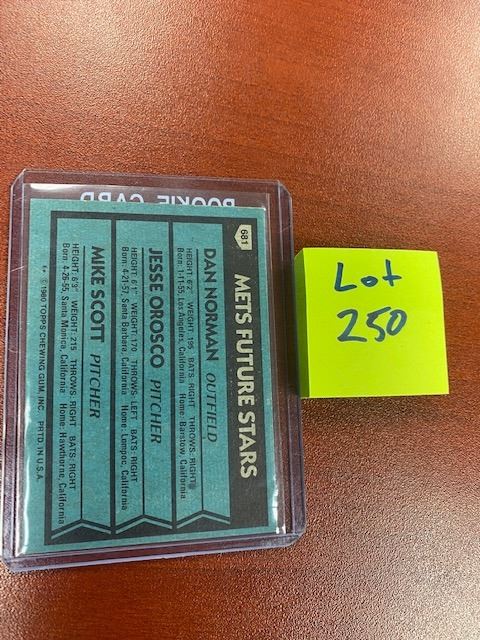 ROOKIE CARD
681
METS FUTURE STARS
DAN NORMAN OUTFIELD
HEIGHT: 6'2" WEIGHT: 195 BATS: RIGHT THROWS: RIGHT
Born: 1-11-55, Los Angeles, California Home: Barstow, California
JESSE OROSCO PITCHER
HEIGHT: 6'1" WEIGHT: 170 THROWS: LEFT BATS: RIGHT
Born: 4-21-57, Santa Barbara, California Home: Lompoc, California
MIKE SCOTT PITCHER
HEIGHT: 6'3" WEIGHT: 215 THROWS: RIGHT BATS: RIGHT
Born: 4-26-55, Santa Monica, California Home: Hawthorne, California
© 1980 TOPPS CHEWING GUM, INC. PRTD. IN U.S.A.
Lot
250